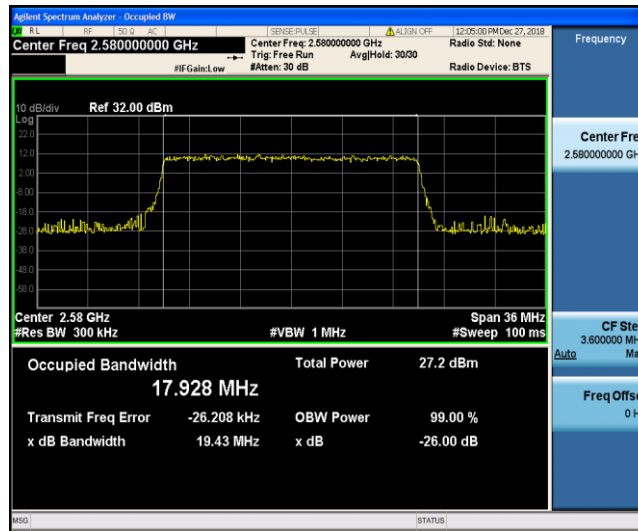 Agilent Spectrum Analyzer - Occupied BW
RL RF 50 Ω AC SENSE:PULSE ALIGN OFF 12:05:00 PM Dec 27, 2018
Center Freq 2.580000000 GHz Center Freq: 2.580000000 GHz Radio Std: None
Trig: Free Run Avg|Hold: 30/30
#IFGain:Low #Atten: 30 dB Radio Device: BTS
Frequency
10 dB/div Ref 32.00 dBm
Log
22.0
12.0
2.00
-8.00
-18.0
-28.0
-38.0
-48.0
-58.0
Center Fre
2.580000000 GH
Center 2.58 GHz Span 36 MHz
#Res BW 300 kHz #VBW 1 MHz #Sweep 100 ms
CF Ste
3.600000 MH
Auto Ma
Occupied Bandwidth Total Power 27.2 dBm
17.928 MHz
Transmit Freq Error -26.208 kHz OBW Power 99.00 %
x dB Bandwidth 19.43 MHz x dB -26.00 dB
Freq Offse
0 H
MSG STATUS